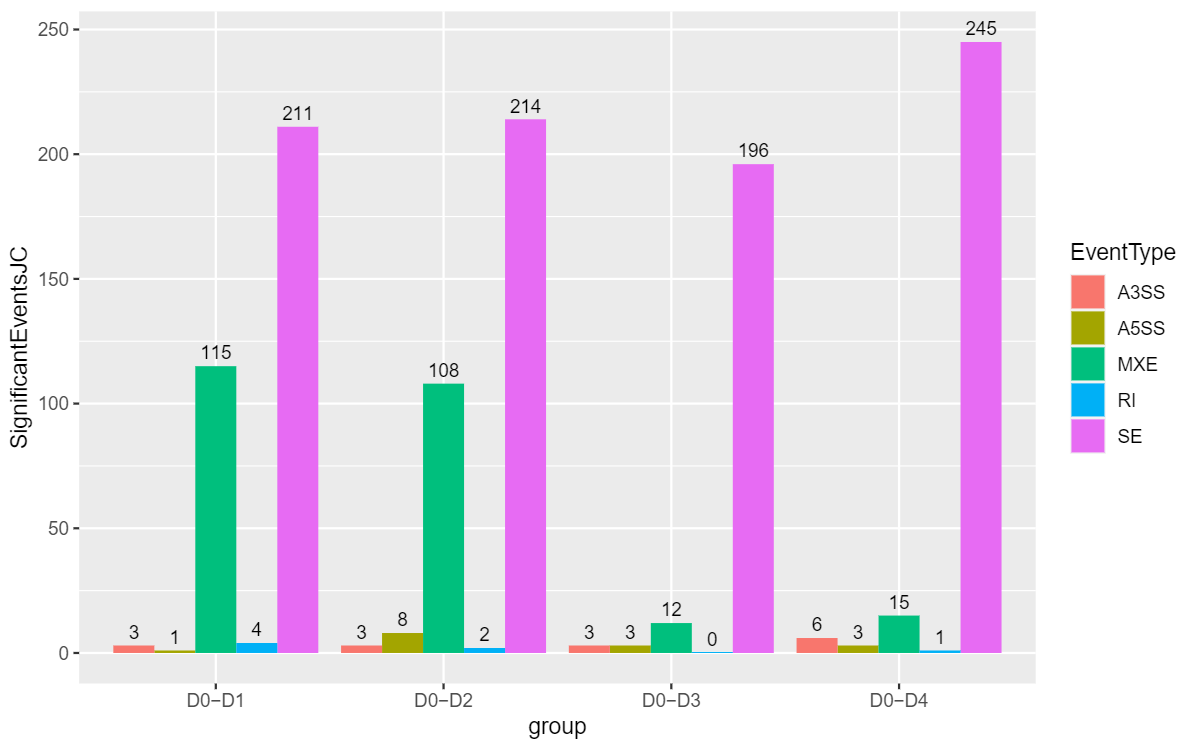 250
200
150
100
50
0
SignificantEventsJC
3 1 115 4 211
3 8 108 2 214
3 3 12 0 196
6 3 15 1 245
D0−D1 D0−D2 D0−D3 D0−D4
group
EventType
A3SS
A5SS
MXE
RI
SE